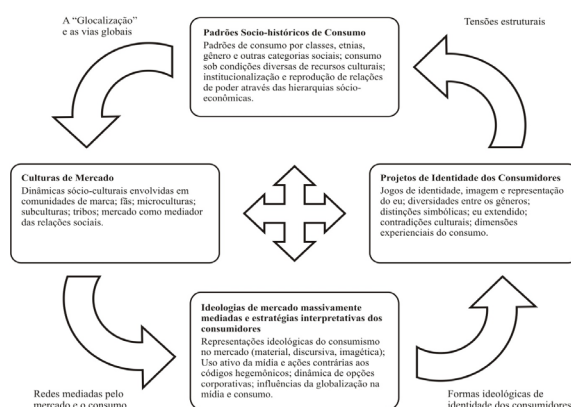 A “Glocalização”
e as vias globais
Tensões estruturais
Padrões Socio-históricos de Consumo
Padrões de consumo por classes, etnias,
gênero e outras categorias sociais; consumo
sob condições diversas de recursos culturais;
institucionalização e reprodução de relações
de poder através das hierarquias sócio-
econômicas.
Culturas de Mercado
Dinâmicas sócio-culturais envolvidas em
comunidades de marca; fãs; microculturas;
subculturas; tribos; mercado como mediador
das relações sociais.
Projetos de Identidade dos Consumidores
Jogos de identidade, imagem e representação
do eu; diversidades entre os gêneros;
distinções simbólicas; eu extendido;
contradições culturais; dimensões
experienciais do consumo.
Ideologias de mercado massivamente
mediadas e estratégias interpretativas dos
consumidores
Representações ideológicas do consumismo
no mercado (material, discursiva, imagética);
Uso ativo da mídia e ações contrárias aos
códigos hegemônicos; dinâmica de opções
corporativas; influências da globalização na
mídia e consumo.
Redes mediadas pelo
mercado e o consumo
Formas ideológicas de
identidade dos consumidores